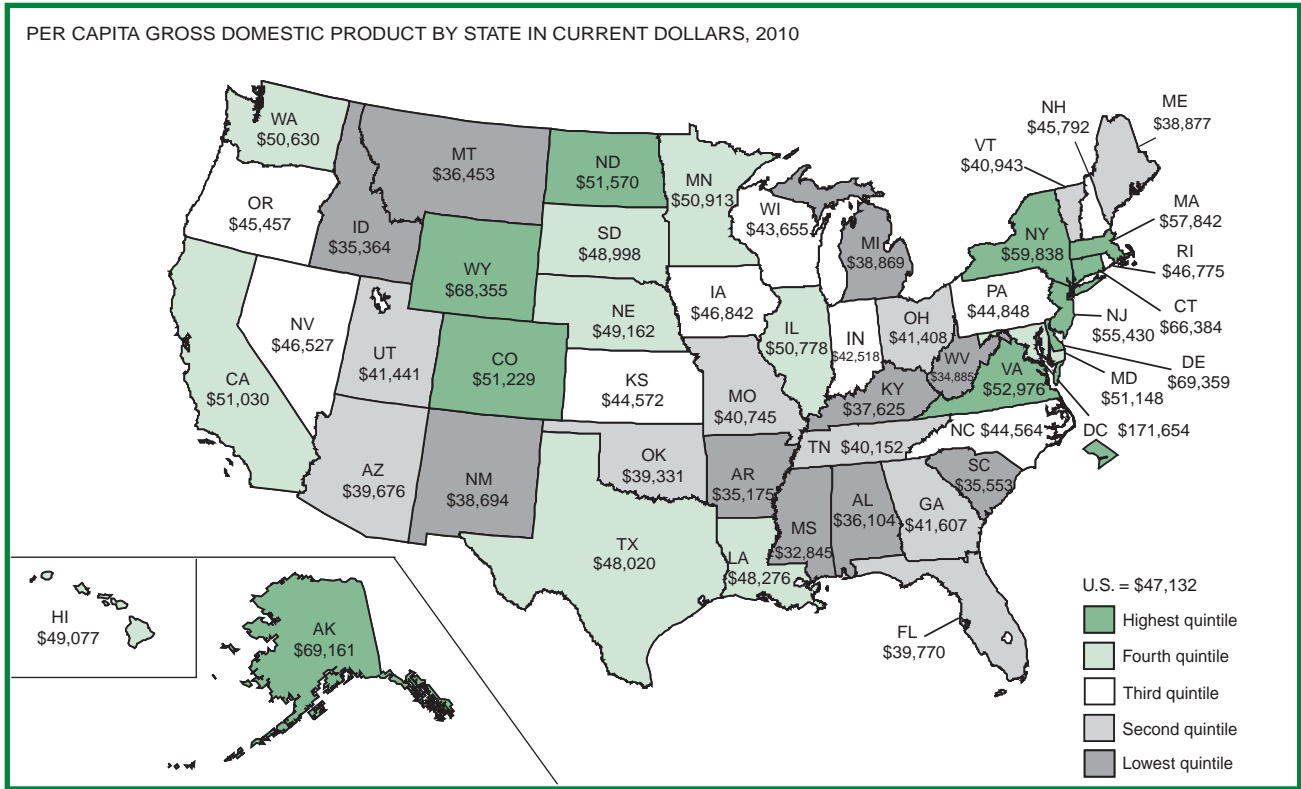 PER CAPITA GROSS DOMESTIC PRODUCT BY STATE IN CURRENT DOLLARS, 2010
WA
$50,630
MT
$36,453
ND
$51,570
MN
$50,913
OR
$45,457
ID
$35,364
WY
$68,355
SD
$48,998
WI
$43,655
MI
$38,869
VT
$40,943
NH
$45,792
ME
$38,877
NY
$59,838
MA
$57,842
RI
$46,775
CT
$66,384
NJ
$55,430
DE
$69,359
MD
$51,148
DC $171,654
PA
$44,848
CA
$51,030
NV
$46,527
UT
$41,441
CO
$51,229
NE
$49,162
IA
$46,842
IL
$50,778
IN
$42,518
OH
$41,408
WV
$34,885
VA
$52,976
KS
$44,572
MO
$40,745
KY
$37,625
NC $44,564
TN $40,152
AZ
$39,676
NM
$38,694
OK
$39,331
AR
$35,175
SC
$35,553
MS
$32,845
AL
$36,104
GA
$41,607
TX
$48,020
LA
$48,276
FL
$39,770
HI
$49,077
AK
$69,161
U.S. = $47,132
Highest quintile
Fourth quintile
Third quintile
Second quintile
Lowest quintile